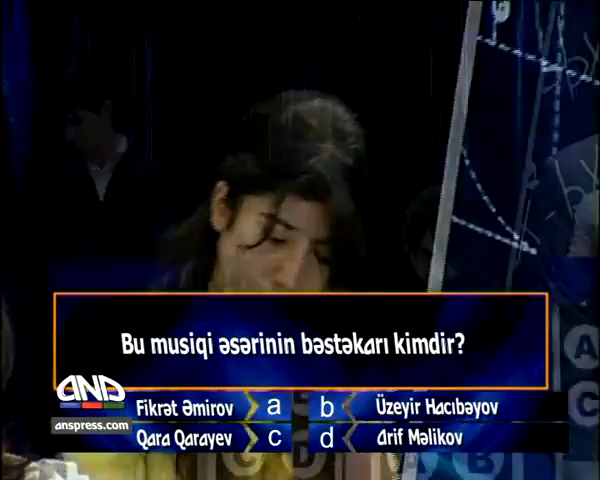 Bu musiqi əsərinin bəstəkarı kimdir?
ANS
Fikrət Əmirov a b Üzeyir Hacıbəyov
anspress.com
Qara Qarayev c d Arif Məlikov
A
C
C D A B